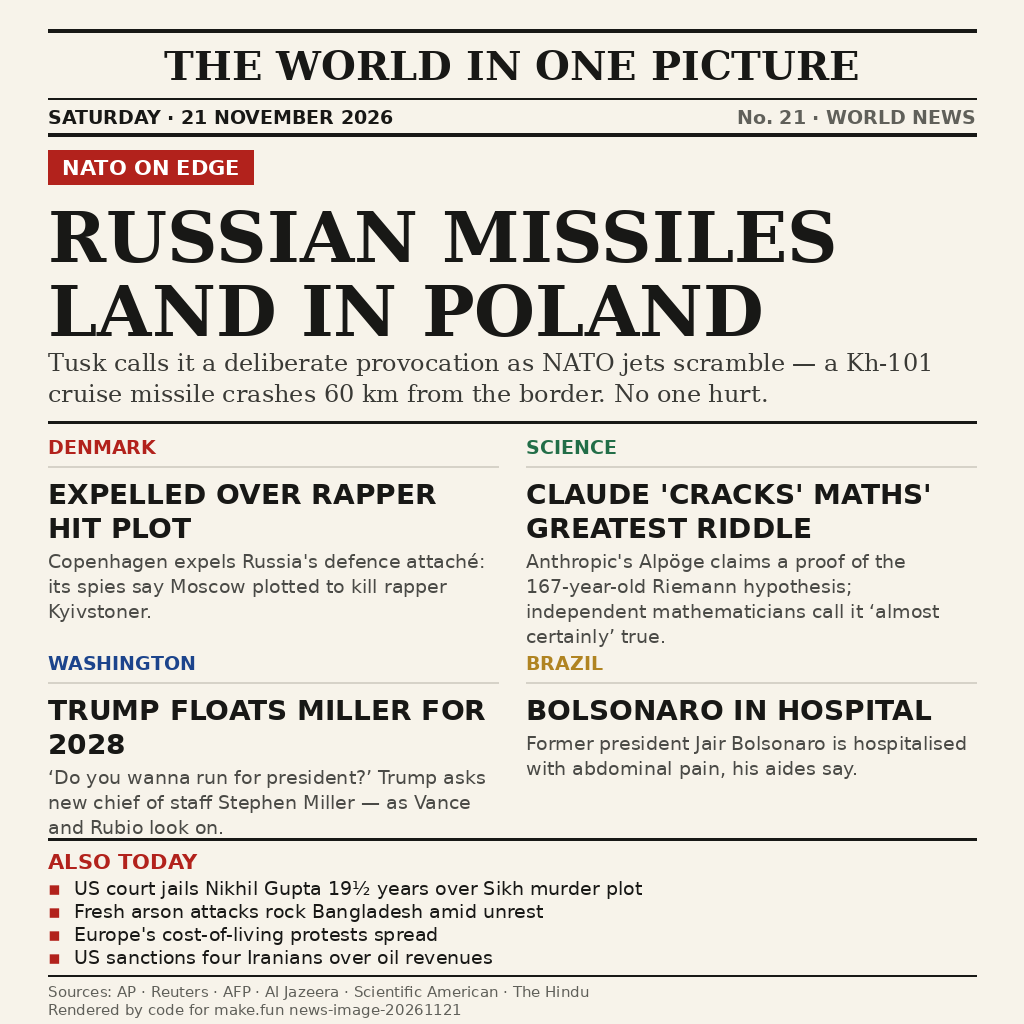 THE WORLD IN ONE PICTURE
SATURDAY · 21 NOVEMBER 2026
No. 21 · WORLD NEWS
NATO ON EDGE
RUSSIAN MISSILES
LAND IN POLAND
Tusk calls it a deliberate provocation as NATO jets scramble — a Kh-101
cruise missile crashes 60 km from the border. No one hurt.
DENMARK
EXPELLED OVER RAPPER
HIT PLOT
Copenhagen expels Russia's defence attaché:
its spies say Moscow plotted to kill rapper
Kyivstoner.
SCIENCE
CLAUDE 'CRACKS' MATHS'
GREATEST RIDDLE
Anthropic's Alpöge claims a proof of the
167-year-old Riemann hypothesis;
independent mathematicians call it ‘almost
certainly’ true.
WASHINGTON
TRUMP FLOATS MILLER FOR
2028
‘Do you wanna run for president?’ Trump asks
new chief of staff Stephen Miller — as Vance
and Rubio look on.
BRAZIL
BOLSONARO IN HOSPITAL
Former president Jair Bolsonaro is hospitalised
with abdominal pain, his aides say.
ALSO TODAY
■ US court jails Nikhil Gupta 19½ years over Sikh murder plot
■ Fresh arson attacks rock Bangladesh amid unrest
■ Europe's cost-of-living protests spread
■ US sanctions four Iranians over oil revenues
Sources: AP · Reuters · AFP · Al Jazeera · Scientific American · The Hindu
Rendered by code for make.fun news-image-20261121